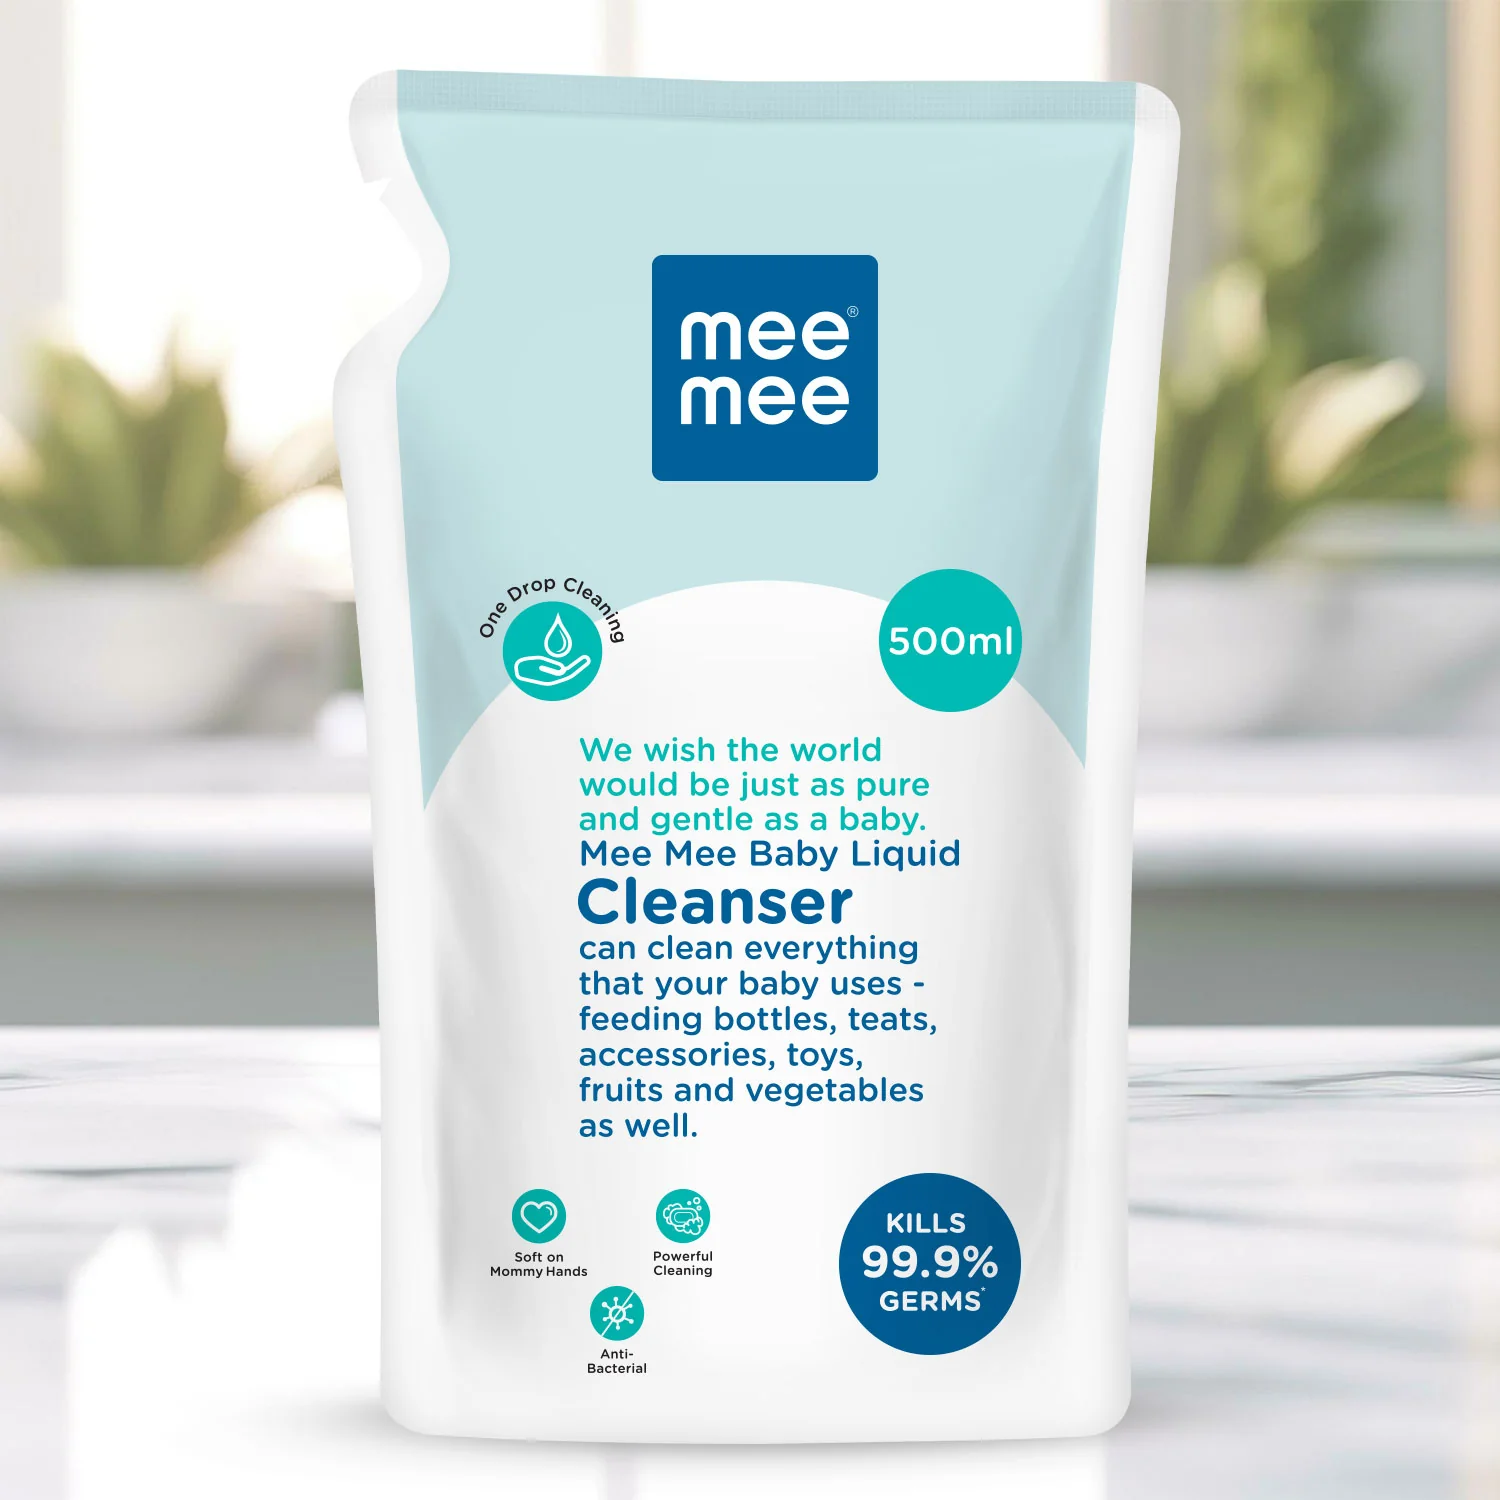 mee®
mee
One Drop Cleaning
500ml
We wish the world
would be just as pure
and gentle as a baby.
Mee Mee Baby Liquid
Cleanser
can clean everything
that your baby uses -
feeding bottles, teats,
accessories, toys,
fruits and vegetables
as well.
Soft on
Mommy Hands
Powerful
Cleaning
Anti-
Bacterial
KILLS
99.9%
GERMS*